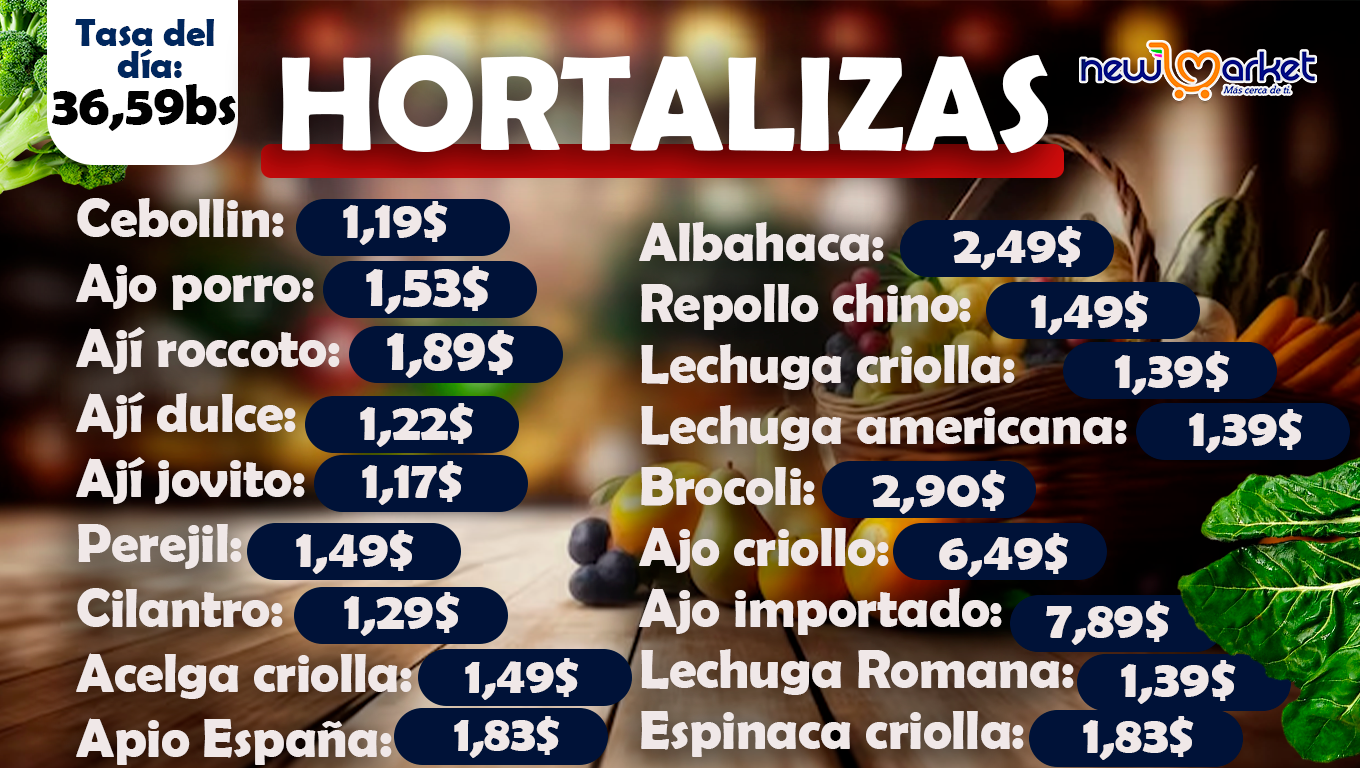 Tasa del
día:
36,59bs
HORTALIZAS
new market
Más cerca de ti.
Cebollin: 1,19$
Ajo porro: 1,53$
Ají roccoto: 1,89$
Ají dulce: 1,22$
Ají jovito: 1,17$
Perejil: 1,49$
Cilantro: 1,29$
Acelga criolla: 1,49$
Apio España: 1,83$
Albahaca: 2,49$
Repollo chino: 1,49$
Lechuga criolla: 1,39$
Lechuga americana: 1,39$
Brocoli: 2,90$
Ajo criollo: 6,49$
Ajo importado: 7,89$
Lechuga Romana: 1,39$
Espinaca criolla: 1,83$